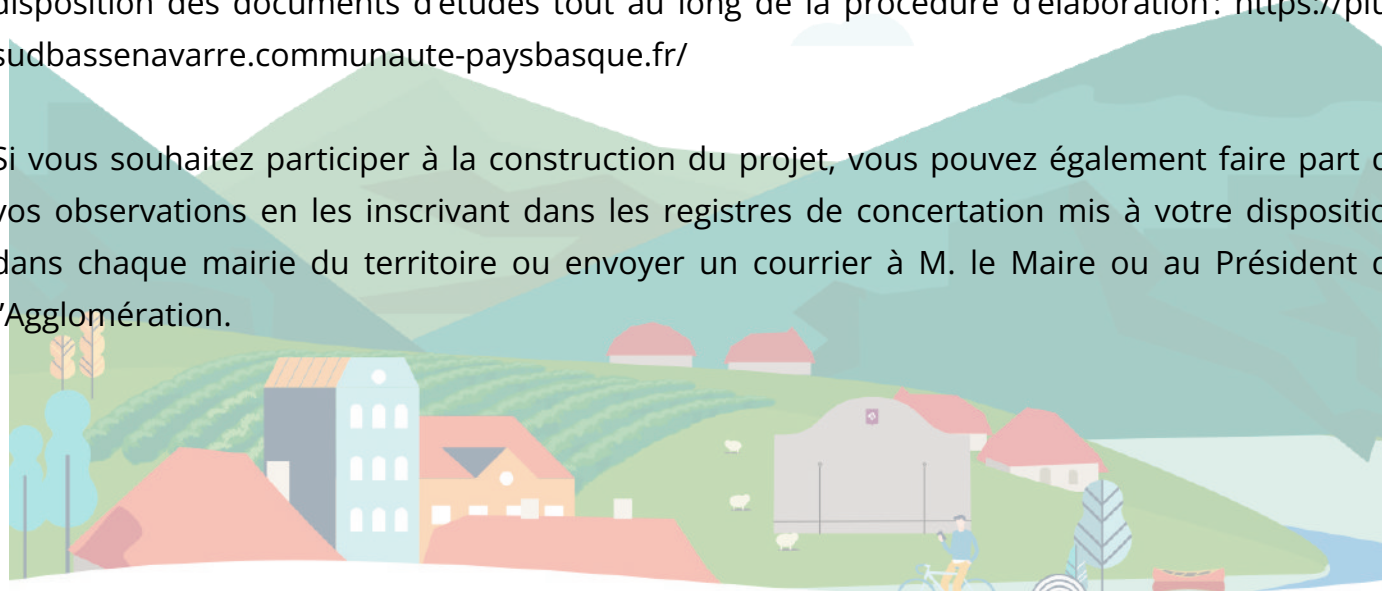 disposition des documents d'études tout au long de la procédure d'élaboration : https://plu
sudbassenavarre.communaute-paysbasque.fr/
Si vous souhaitez participer à la construction du projet, vous pouvez également faire part d
vos observations en les inscrivant dans les registres de concertation mis à votre dispositio
dans chaque mairie du territoire ou envoyer un courrier à M. le Maire ou au Président d
l'Agglomération.